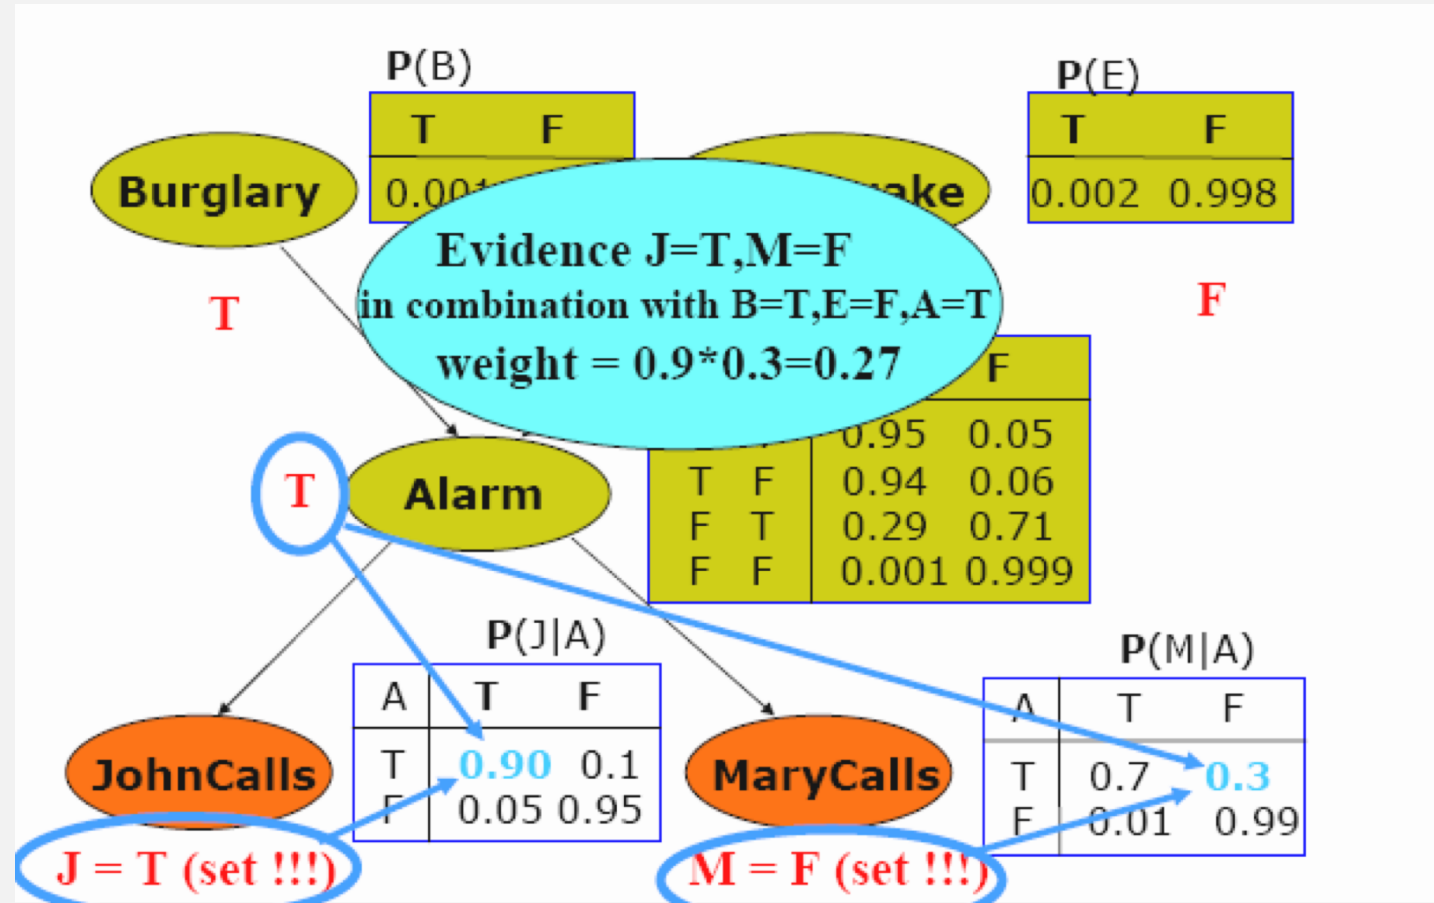 P(B)
T F
0.001
Burglary
P(E)
T F
0.002 0.998
Evidence J=T,M=F
in combination with B=T,E=F,A=T
weight = 0.9*0.3=0.27
T
F
F
0.95 0.05
T F 0.94 0.06
F T 0.29 0.71
F F 0.001 0.999
T
Alarm
P(J|A)
A T F
T 0.90 0.1
F 0.05 0.95
P(M|A)
A T F
T 0.7 0.3
F 0.01 0.99
JohnCalls
MaryCalls
J = T (set !!!)
M = F (set !!!)